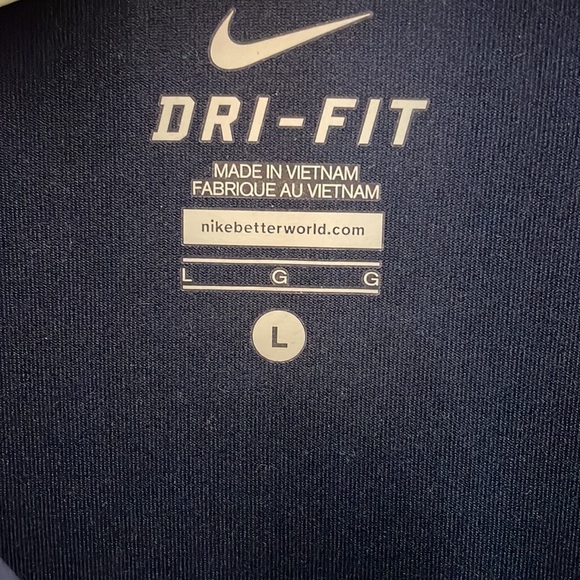 DRI-FIT
MADE IN VIETNAM
FABRIQUE AU VIETNAM
nikebetterworld.com
L G G
L